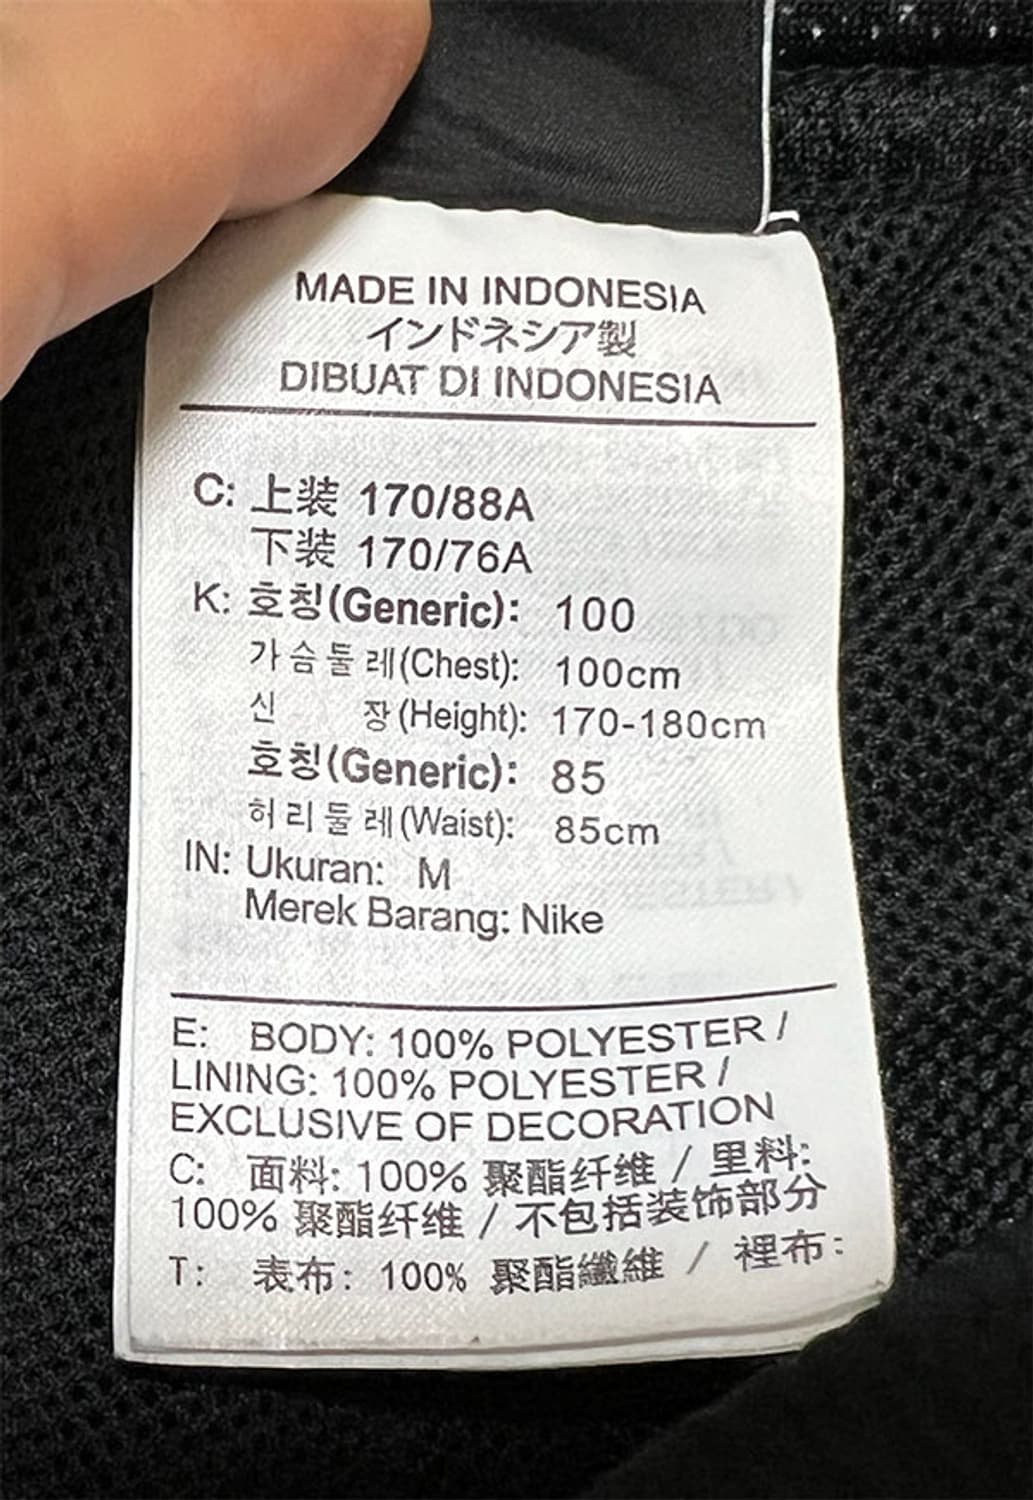 MADE IN INDONESIA
インドネシア製
DIBUAT DI INDONESIA
C: 上装 170/88A
下装 170/76A
K: 호칭(Generic): 100
가슴둘레(Chest): 100cm
신 장(Height): 170-180cm
호칭(Generic): 85
허리둘레(Waist): 85cm
IN: Ukuran: M
Merek Barang: Nike
E: BODY: 100% POLYESTER /
LINING: 100% POLYESTER /
EXCLUSIVE OF DECORATION
C: 面料: 100% 聚酯纤维 / 里料:
100% 聚酯纤维 / 不包括装饰部分
T: 表布: 100% 聚酯纖維 / 裡布: